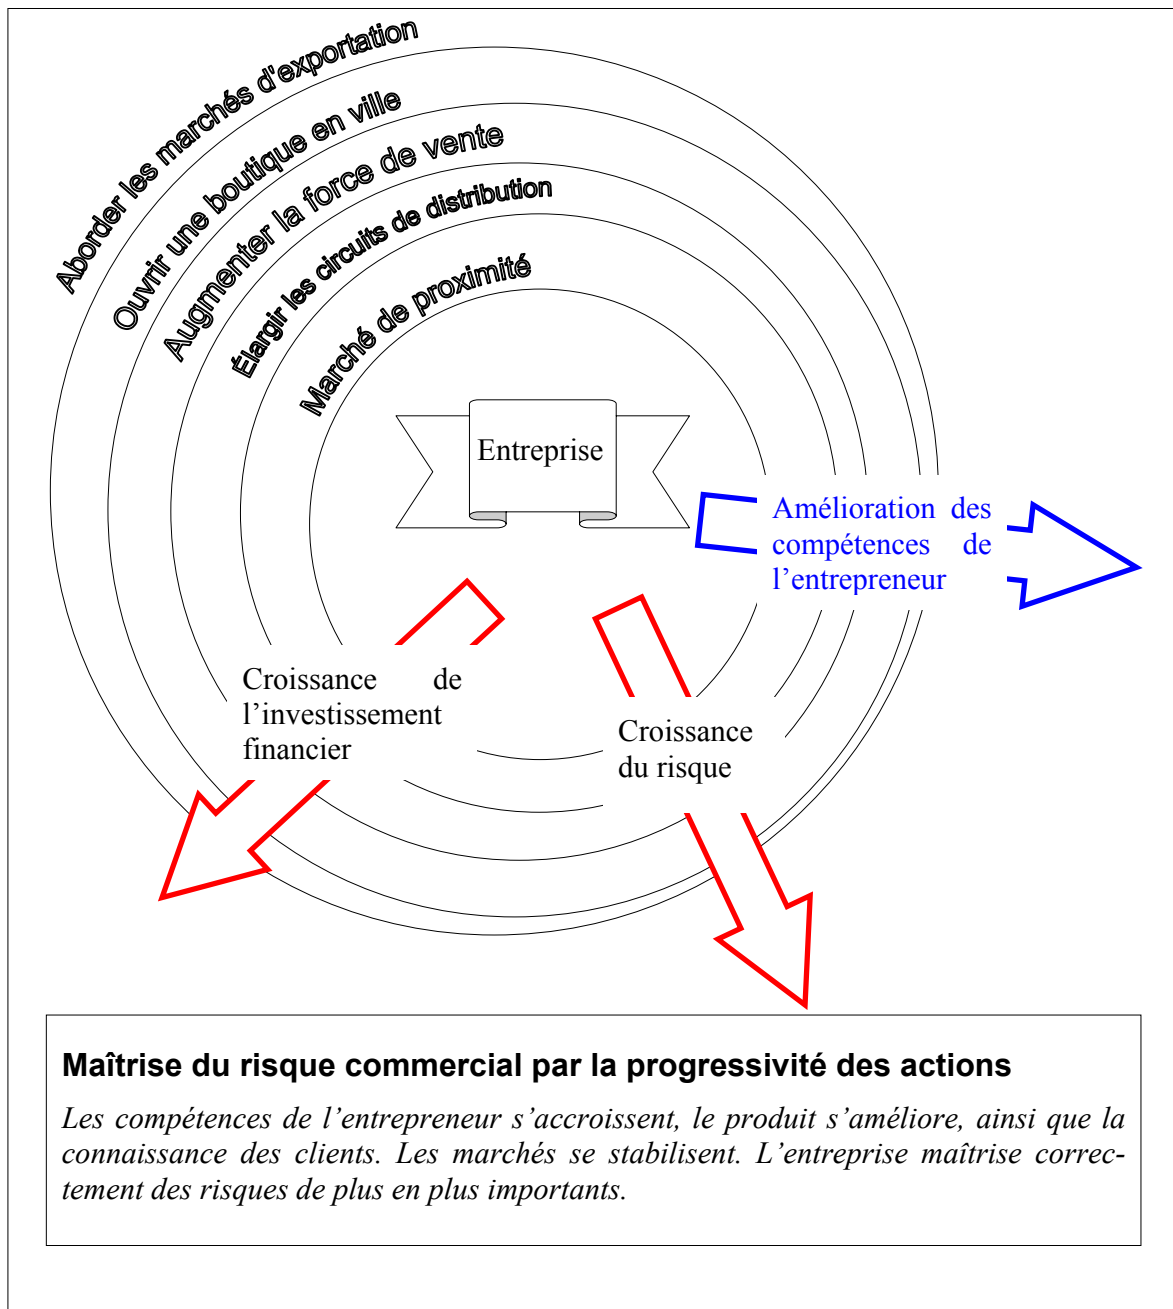 Aborder les marchés d'exportation
Ouvrir une boutique en ville
Augmenter la force de vente
Élargir les circuits de distribution
Marché de proximité
Entreprise
Amélioration des
compétences de
l’entrepreneur
Croissance de
l’investissement
financier
Croissance
du risque
Maîtrise du risque commercial par la progressivité des actions
Les compétences de l’entrepreneur s’accroissent, le produit s’améliore, ainsi que la
connaissance des clients. Les marchés se stabilisent. L’entreprise maîtrise correc-
tement des risques de plus en plus importants.